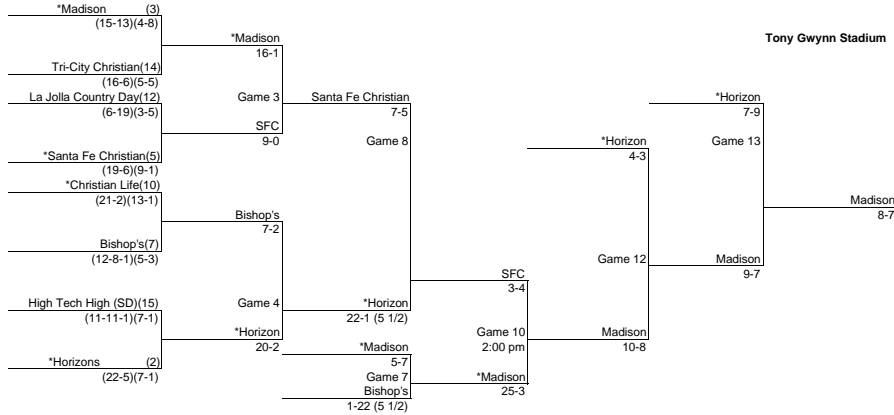 *Madison (3)
(15-13)(4-8)
*Madison
16-1
Tony Gwynn Stadium
Tri-City Christian(14)
(16-6)(5-5)
La Jolla Country Day(12)
(6-19)(3-5)
Game 3
Santa Fe Christian
7-5
*Horizon
7-9
SFC
9-0
Game 8
*Horizon
4-3
Game 13
*Santa Fe Christian(5)
(19-6)(9-1)
*Christian Life(10)
(21-2)(13-1)
Bishop's
7-2
Madison
8-7
Bishop's(7)
(12-8-1)(5-3)
Game 12
Madison
9-7
SFC
3-4
High Tech High (SD)(15)
(11-11-1)(7-1)
Game 4
*Horizon
22-1 (5 1/2)
*Horizon
20-2
Game 10
2:00 pm
Madison
10-8
*Horizons (2)
(22-5)(7-1)
*Madison
5-7
Game 7
*Madison
25-3
Bishop's
1-22 (5 1/2)